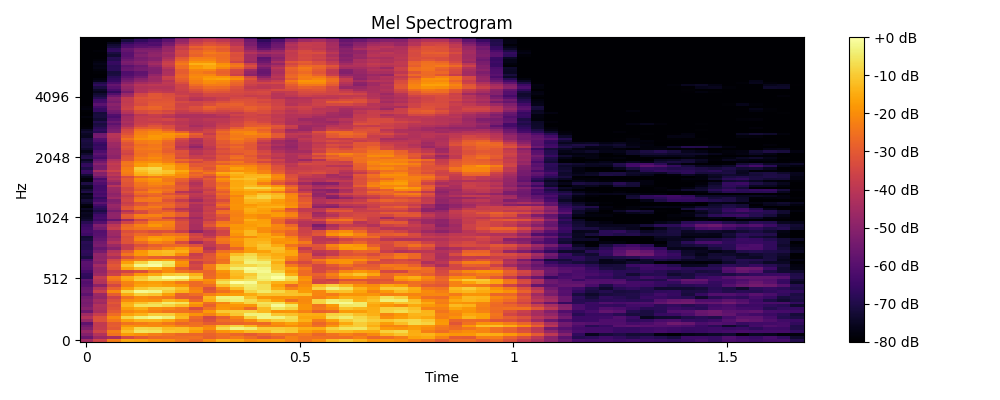 Mel Spectrogram
Hz
4096
2048
1024
512
0
0
0.5
1
1.5
Time
+0 dB
-10 dB
-20 dB
-30 dB
-40 dB
-50 dB
-60 dB
-70 dB
-80 dB